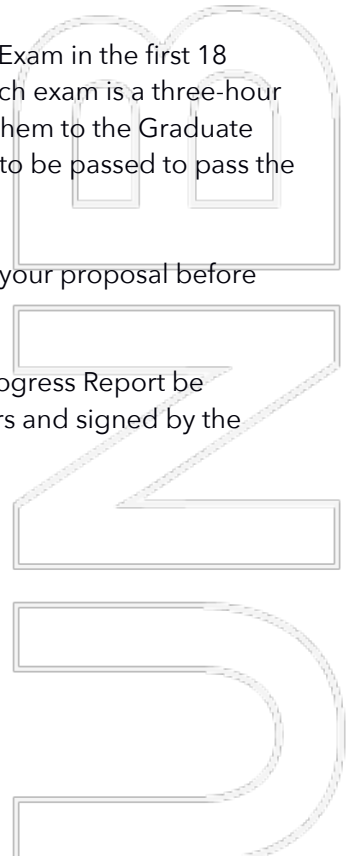 Exam in the first 18
ch exam is a three-hour
hem to the Graduate
to be passed to pass the
your proposal before
ogress Report be
rs and signed by the
UNB